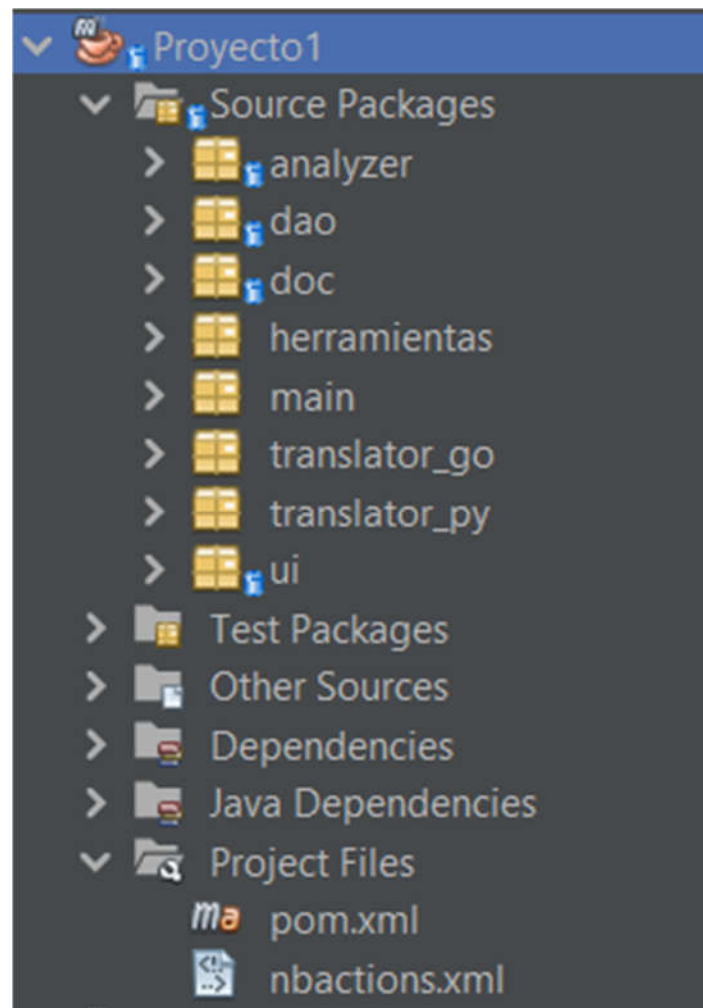 Proyecto1
Source Packages
analyzer
dao
doc
herramientas
main
translator_go
translator_py
ui
Test Packages
Other Sources
Dependencies
Java Dependencies
Project Files
pom.xml
nbactions.xml